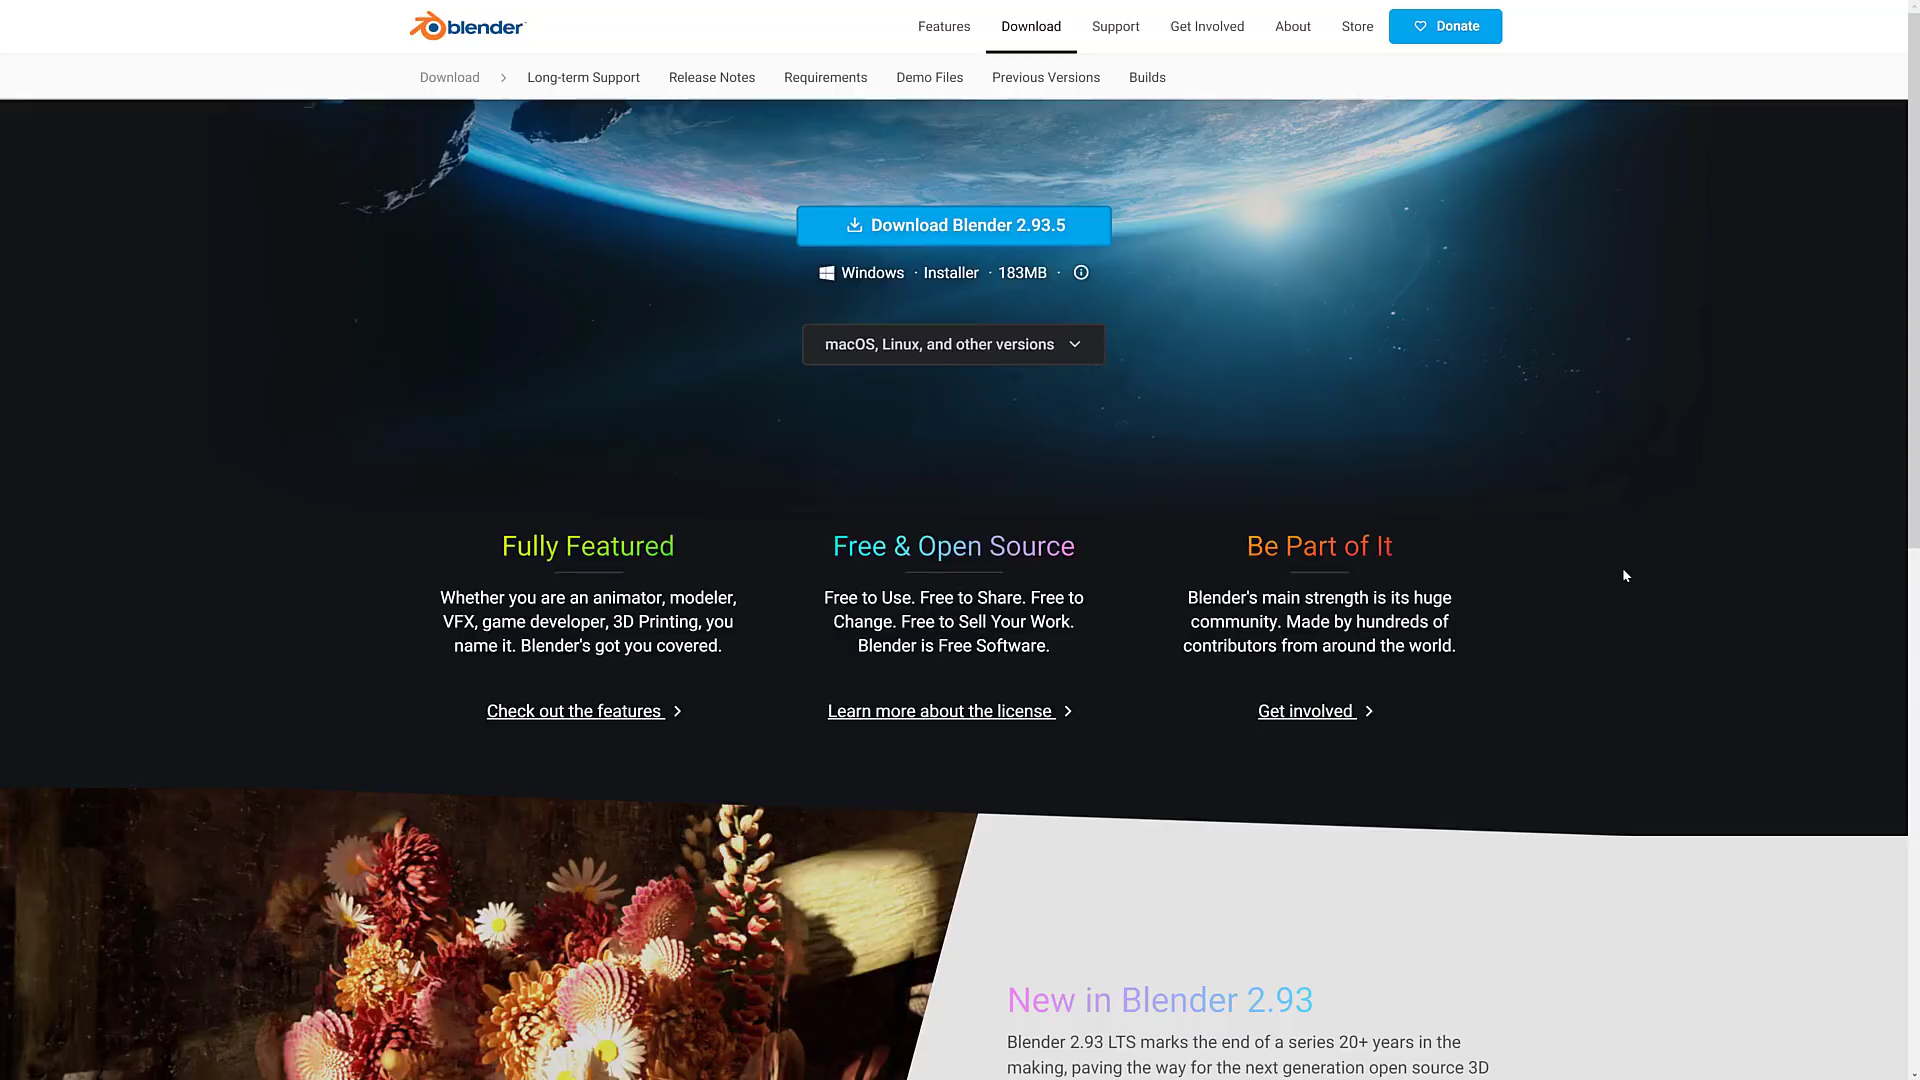 blender
Features Download Support Get Involved About Store Donate
Download Long-term Support Release Notes Requirements Demo Files Previous Versions Builds
Download Blender 2.93.5
Windows · Installer · 183MB ·
macOS, Linux, and other versions
Fully Featured
Whether you are an animator, modeler,
VFX, game developer, 3D Printing, you
name it. Blender's got you covered.
Check out the features
Free & Open Source
Free to Use. Free to Share. Free to
Change. Free to Sell Your Work.
Blender is Free Software.
Learn more about the license
Be Part of It
Blender's main strength is its huge
community. Made by hundreds of
contributors from around the world.
Get involved
New in Blender 2.93
Blender 2.93 LTS marks the end of a series 20+ years in the
making, paving the way for the next generation open source 3D